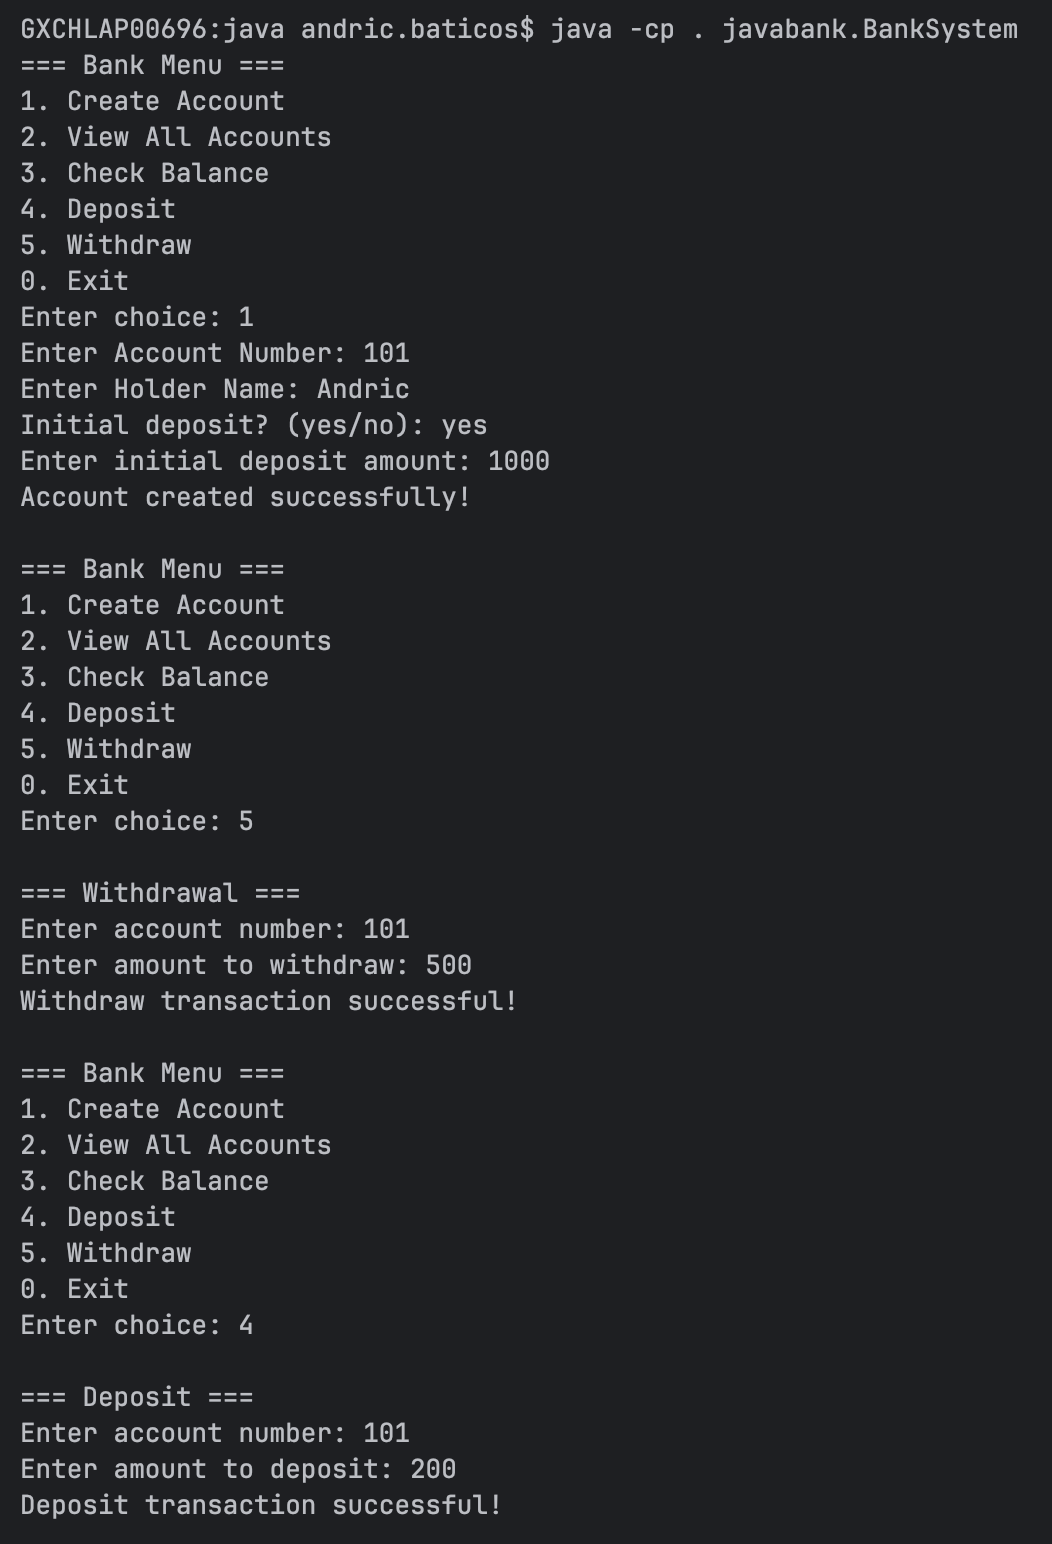 GXCHLAP00696:java andric.baticos$ java -cp . javabank.BankSystem
=== Bank Menu ===
1. Create Account
2. View All Accounts
3. Check Balance
4. Deposit
5. Withdraw
0. Exit
Enter choice: 1
Enter Account Number: 101
Enter Holder Name: Andric
Initial deposit? (yes/no): yes
Enter initial deposit amount: 1000
Account created successfully!

=== Bank Menu ===
1. Create Account
2. View All Accounts
3. Check Balance
4. Deposit
5. Withdraw
0. Exit
Enter choice: 5

=== Withdrawal ===
Enter account number: 101
Enter amount to withdraw: 500
Withdraw transaction successful!

=== Bank Menu ===
1. Create Account
2. View All Accounts
3. Check Balance
4. Deposit
5. Withdraw
0. Exit
Enter choice: 4

=== Deposit ===
Enter account number: 101
Enter amount to deposit: 200
Deposit transaction successful!